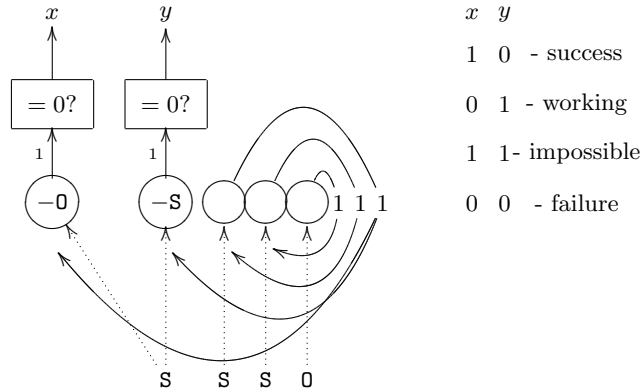 x y
= 0? = 0?
1 1
−0 −S 1 1 1
S S S 0
x y
1 0 - success
0 1 - working
1 1 - impossible
0 0 - failure